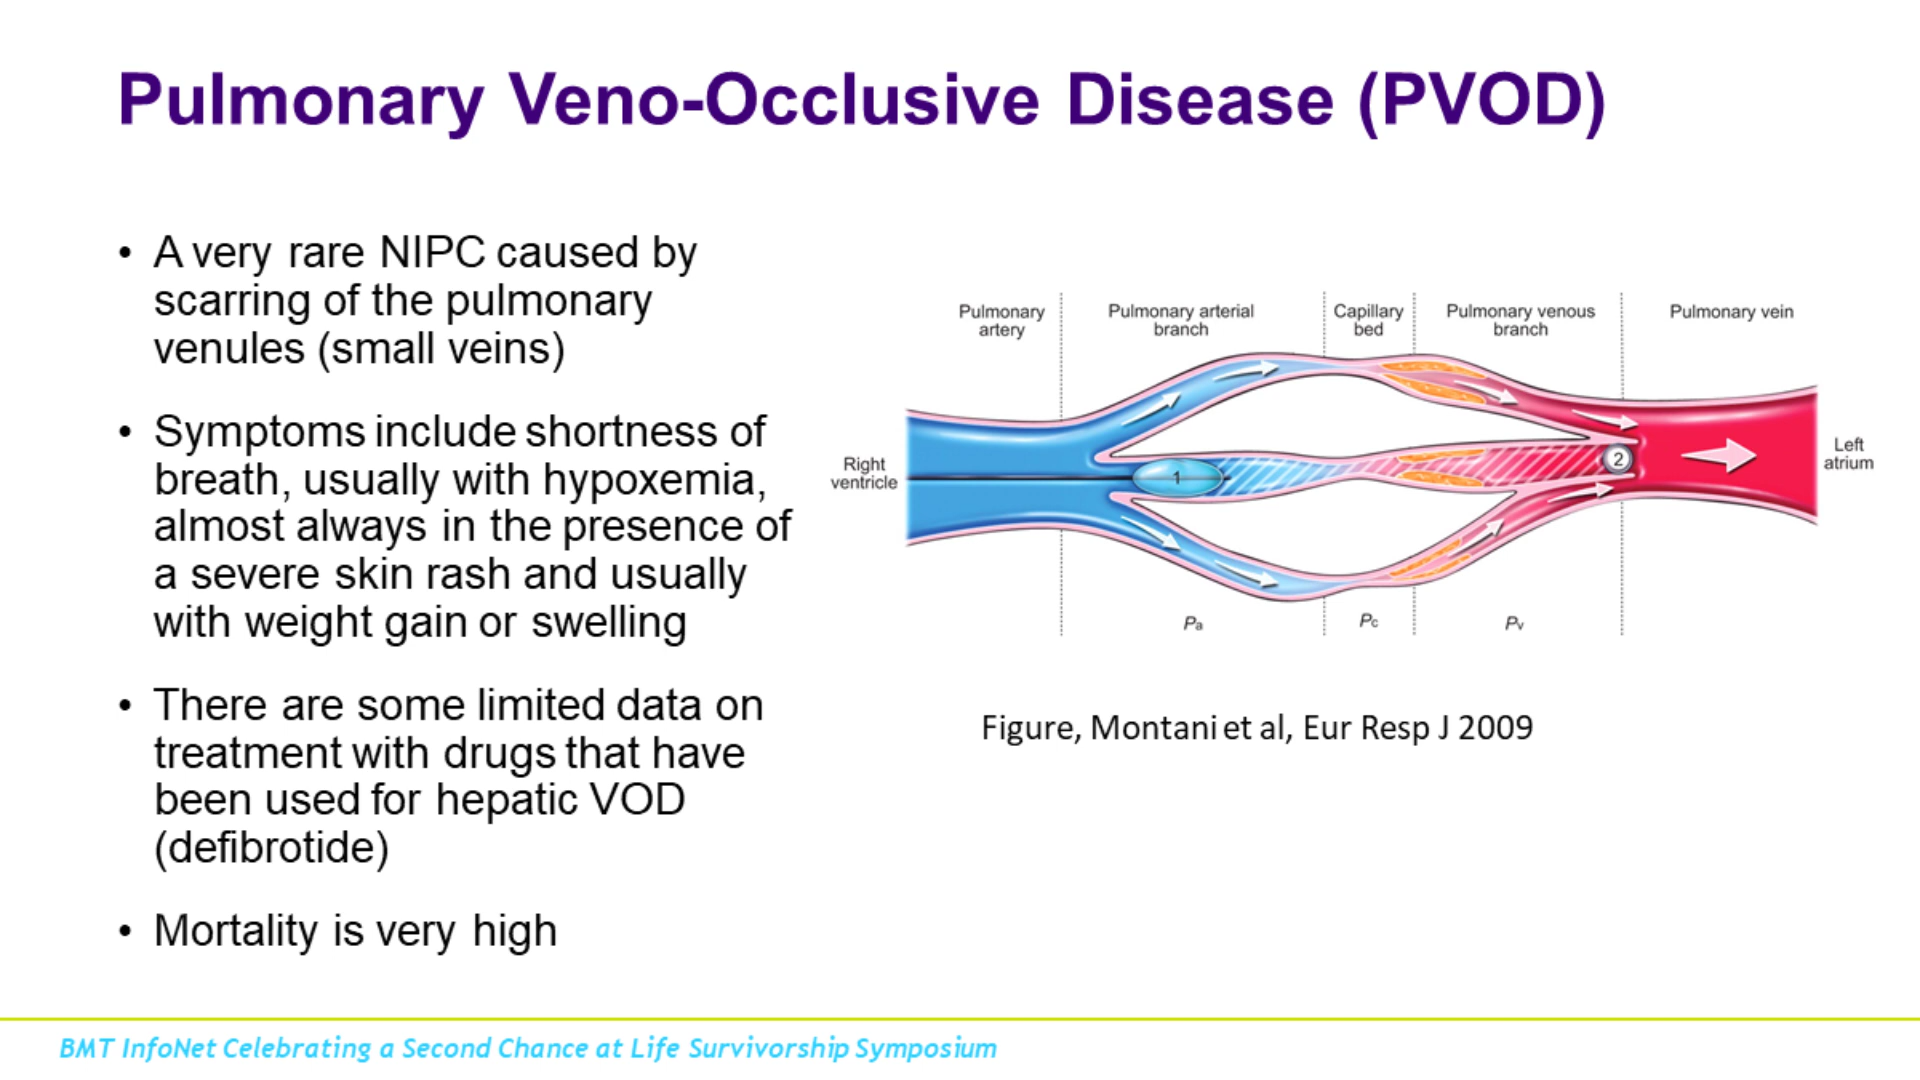 Pulmonary Veno-Occlusive Disease (PVOD)
• A very rare NIPC caused by
scarring of the pulmonary
venules (small veins)
• Symptoms include shortness of
breath, usually with hypoxemia,
almost always in the presence of
a severe skin rash and usually
with weight gain or swelling
• There are some limited data on
treatment with drugs that have
been used for hepatic VOD
(defibrotide)
• Mortality is very high
Pulmonary
artery
Pulmonary arterial
branch
Capillary
bed
Pulmonary venous
branch
Pulmonary vein
Right
ventricle
1
2
Left
atrium
Pa
Pc
Pv
Figure, Montani et al, Eur Resp J 2009
BMT InfoNet Celebrating a Second Chance at Life Survivorship Symposium